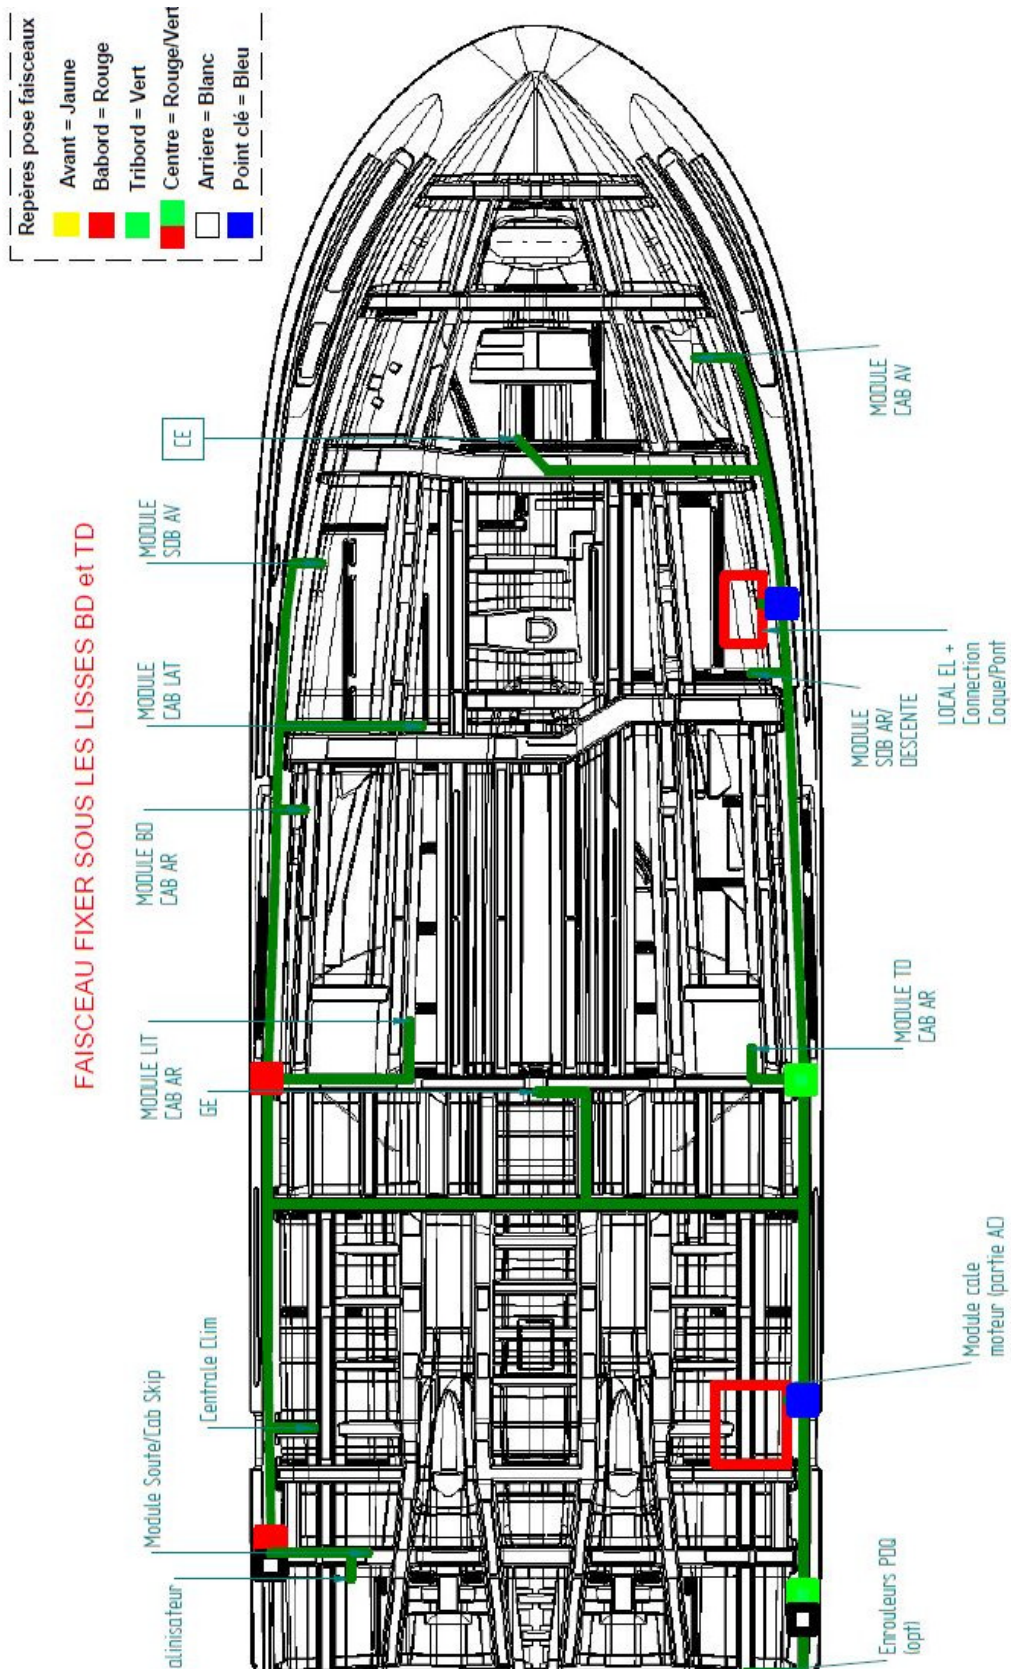 Repères pose faisceaux
Avant = Jaune
Babord = Rouge
Tribord = Vert
Centre = Rouge/Vert
Arriere = Blanc
Point clé = Bleu
FAISCEAU FIXER SOUS LES LISSES BD et TD
CE
MODULE
SDB AV
MODULE
CAB LAT
MODULE BD
CAB AR
MODULE LIT
CAB AR
GE
Centrale Clim
Module Soute/Cab Skip
alinisateur
MODULE
CAB AV
LOCAL EL +
Connection
Coque/Pont
MODULE
SDB AR/
DESCENTE
MODULE TD
CAB AR
Module cale
moteur (partie AC)
Enrouleurs PDQ
(opt)